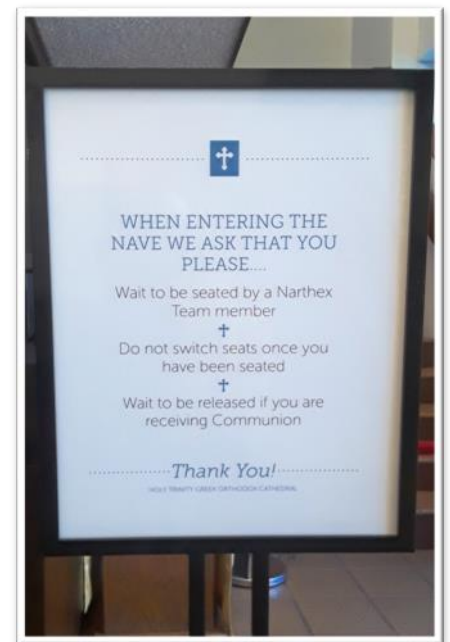 WHEN ENTERING THE
NAVE WE ASK THAT YOU
PLEASE....
Wait to be seated by a Narthex
Team member
Do not switch seats once you
have been seated
Wait to be released if you are
receiving Communion
Thank You!
HOLY TRINITY GREEK ORTHODOX CATHEDRAL